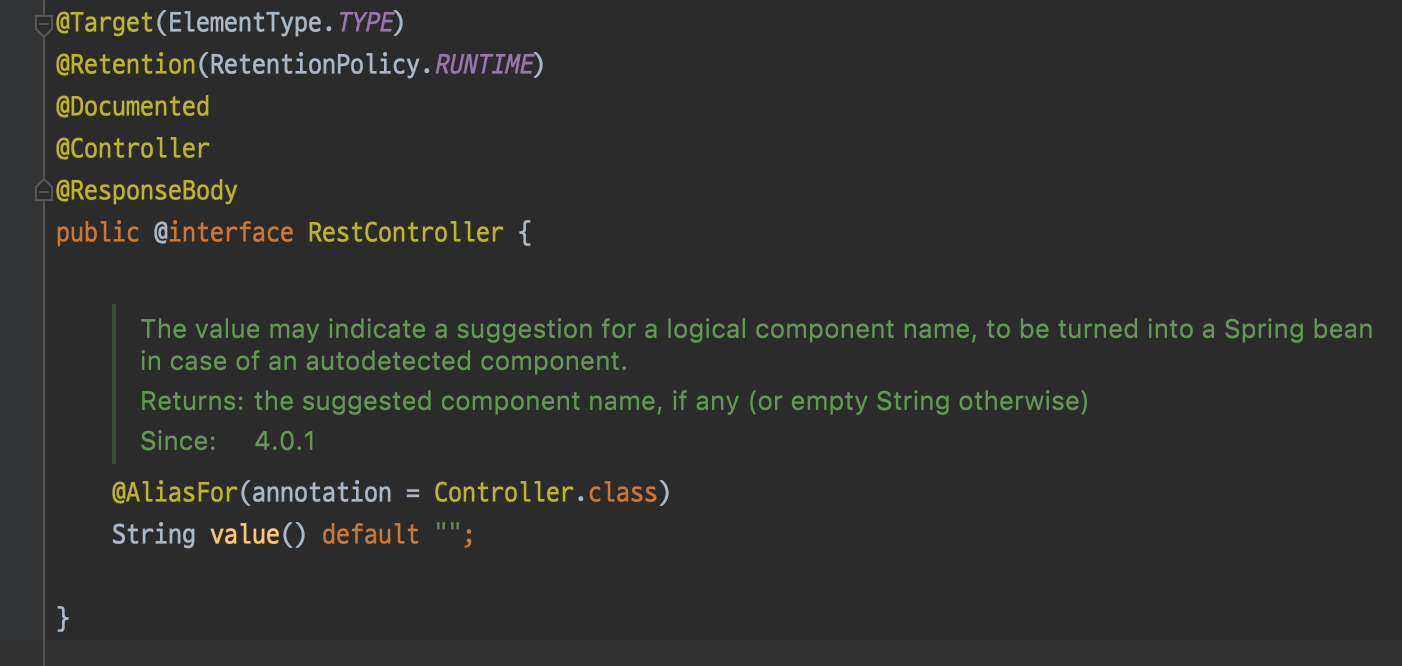 @Target(ElementType.TYPE)
@Retention(RetentionPolicy.RUNTIME)
@Documented
@Controller
@ResponseBody
public @interface RestController {
The value may indicate a suggestion for a logical component name, to be turned into a Spring bean
in case of an autodetected component.
Returns: the suggested component name, if any (or empty String otherwise)
Since: 4.0.1
@AliasFor(annotation = Controller.class)
String value() default "";
}